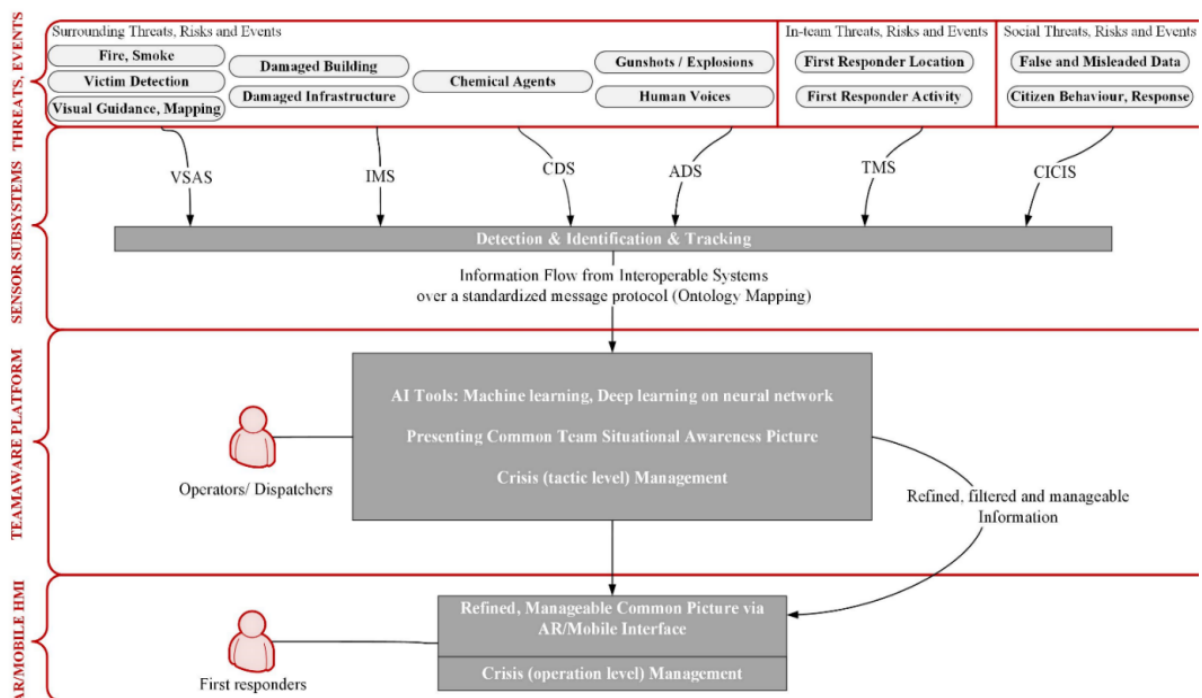 THREATS, EVENTS
Surrounding Threats, Risks and Events
Fire, Smoke
Victim Detection
Visual Guidance, Mapping
Damaged Building
Damaged Infrastructure
Chemical Agents
Gunshots / Explosions
Human Voices
In-team Threats, Risks and Events
First Responder Location
First Responder Activity
Social Threats, Risks and Events
False and Misleaded Data
Citizen Behaviour, Response
SENSOR SUBSYSTEMS
VSAS
IMS
CDS
ADS
TMS
CICIS
Detection & Identification & Tracking
Information Flow from Interoperable Systems
over a standardized message protocol (Ontology Mapping)
TEAMAWARE PLATFORM
Operators/ Dispatchers
AI Tools: Machine learning, Deep learning on neural network
Presenting Common Team Situational Awareness Picture
Crisis (tactic level) Management
Refined, filtered and manageable
Information
AR/MOBILE HMI
First responders
Refined, Manageable Common Picture via
AR/Mobile Interface
Crisis (operation level) Management